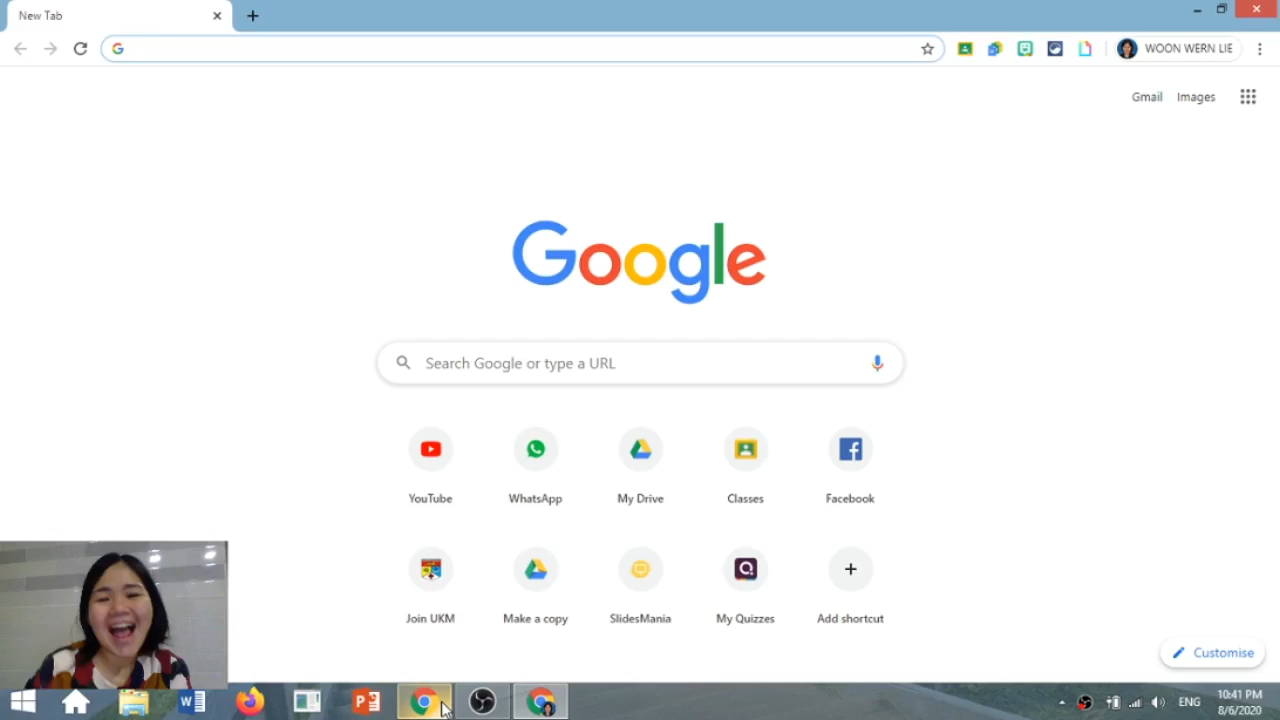 New Tab
WOON WERN LIE
Gmail Images
Google
Search Google or type a URL
YouTube WhatsApp My Drive Classes Facebook
Join UKM Make a copy SlidesMania My Quizzes Add shortcut
Customise
ENG
10:41 PM
8/6/2020